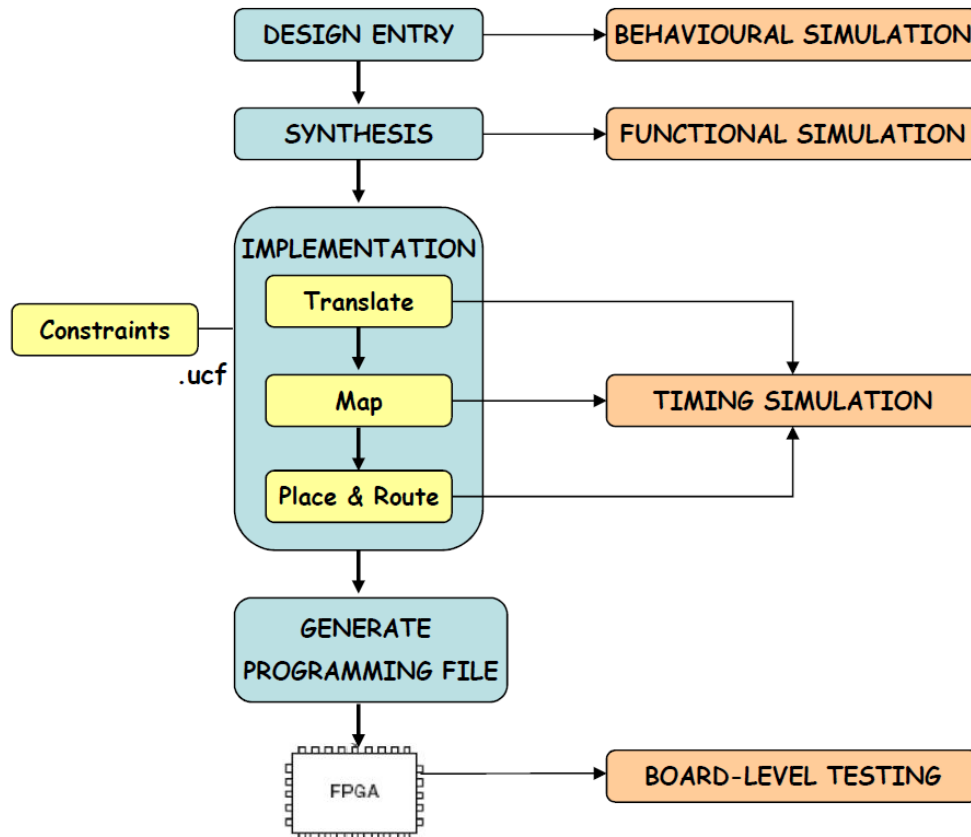 DESIGN ENTRY
BEHAVIOURAL SIMULATION
SYNTHESIS
FUNCTIONAL SIMULATION
IMPLEMENTATION
Translate
Constraints
.ucf
Map
TIMING SIMULATION
Place & Route
GENERATE
PROGRAMMING FILE
FPGA
BOARD-LEVEL TESTING